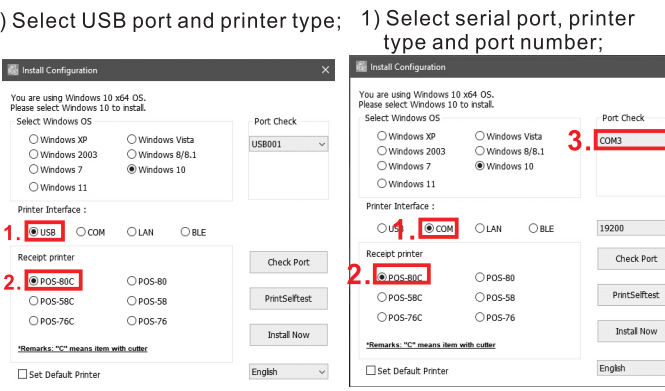 ) Select USB port and printer type;
Install Configuration
You are using Windows 10 x64 OS.
Please select Windows 10 to install.
Select Windows OS
Windows XP
Windows Vista
Windows 2003
Windows 8/8.1
Windows 7
Windows 10
Windows 11
Port Check
USB001
Printer Interface :
1. USB
COM
LAN
BLE
Receipt printer
2. POS-80C
POS-80
POS-58C
POS-58
POS-76C
POS-76
*Remarks: "C" means item with cutter
Set Default Printer
Check Port
PrintSelftest
Install Now
English
1) Select serial port, printer
type and port number;
Install Configuration
You are using Windows 10 x64 OS.
Please select Windows 10 to install.
Select Windows OS
Windows XP
Windows Vista
Windows 2003
Windows 8/8.1
Windows 7
Windows 10
Windows 11
Port Check
3. COM3
Printer Interface :
USB
1. COM
LAN
BLE
19200
Receipt printer
2. POS-80C
POS-80
POS-58C
POS-58
POS-76C
POS-76
*Remarks: "C" means item with cutter
Set Default Printer
Check Port
PrintSelftest
Install Now
English